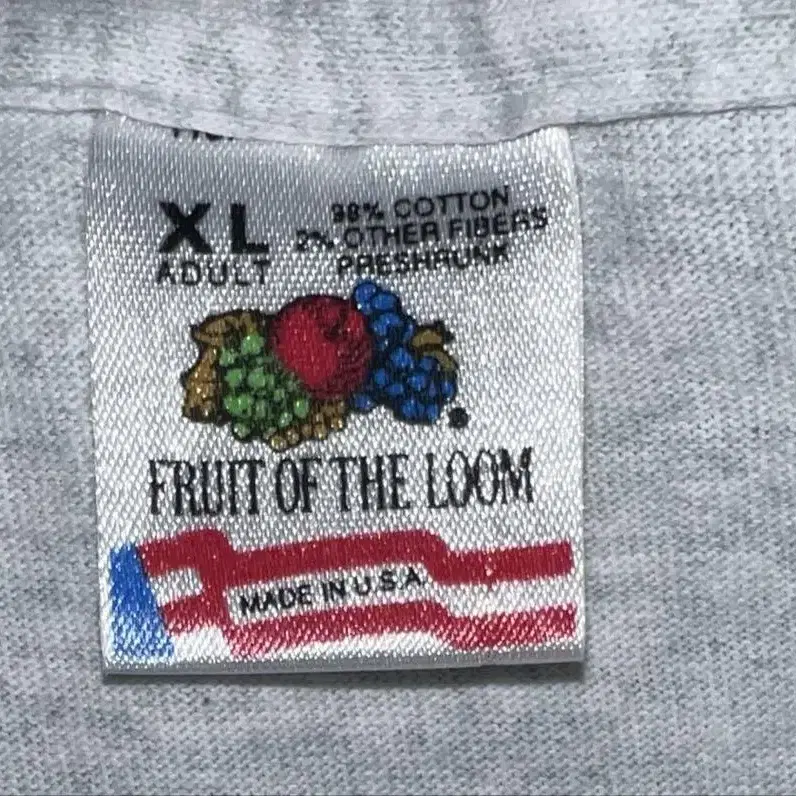 XL
ADULT
98% COTTON
2% OTHER FIBERS
PRESHRUNK
FRUIT OF THE LOOM
MADE IN U.S.A.